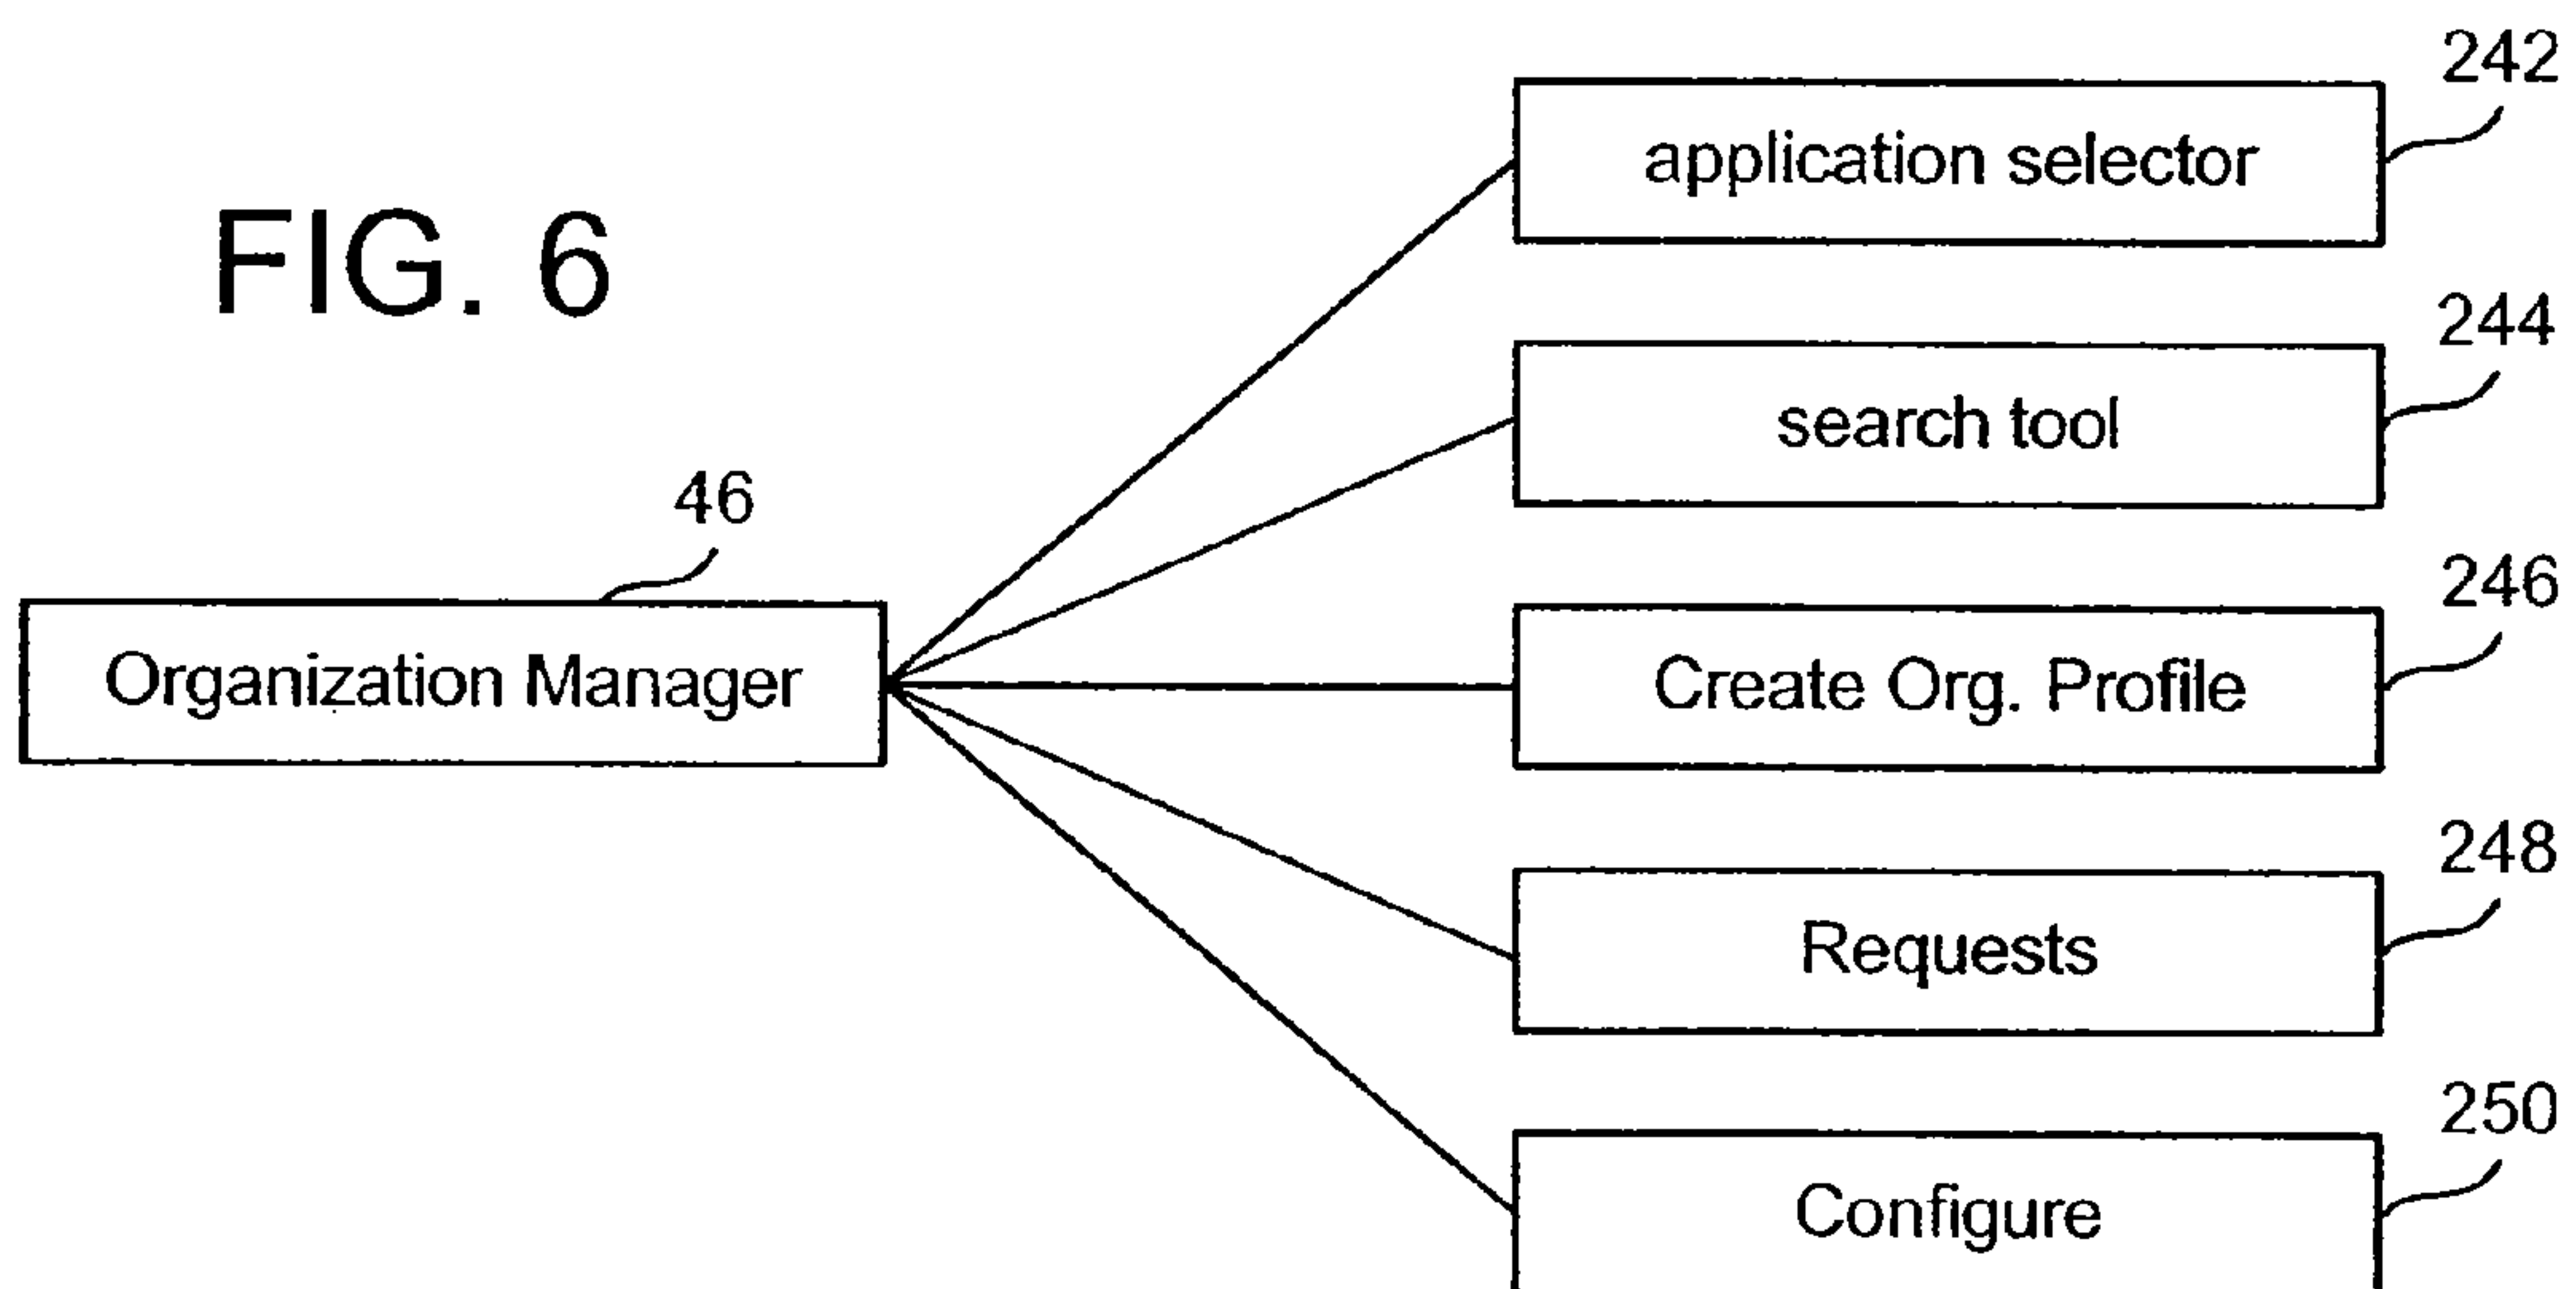 FIG. 6
242
application selector
244
search tool
46
Organization Manager
246
Create Org. Profile
248
Requests
250
Configure